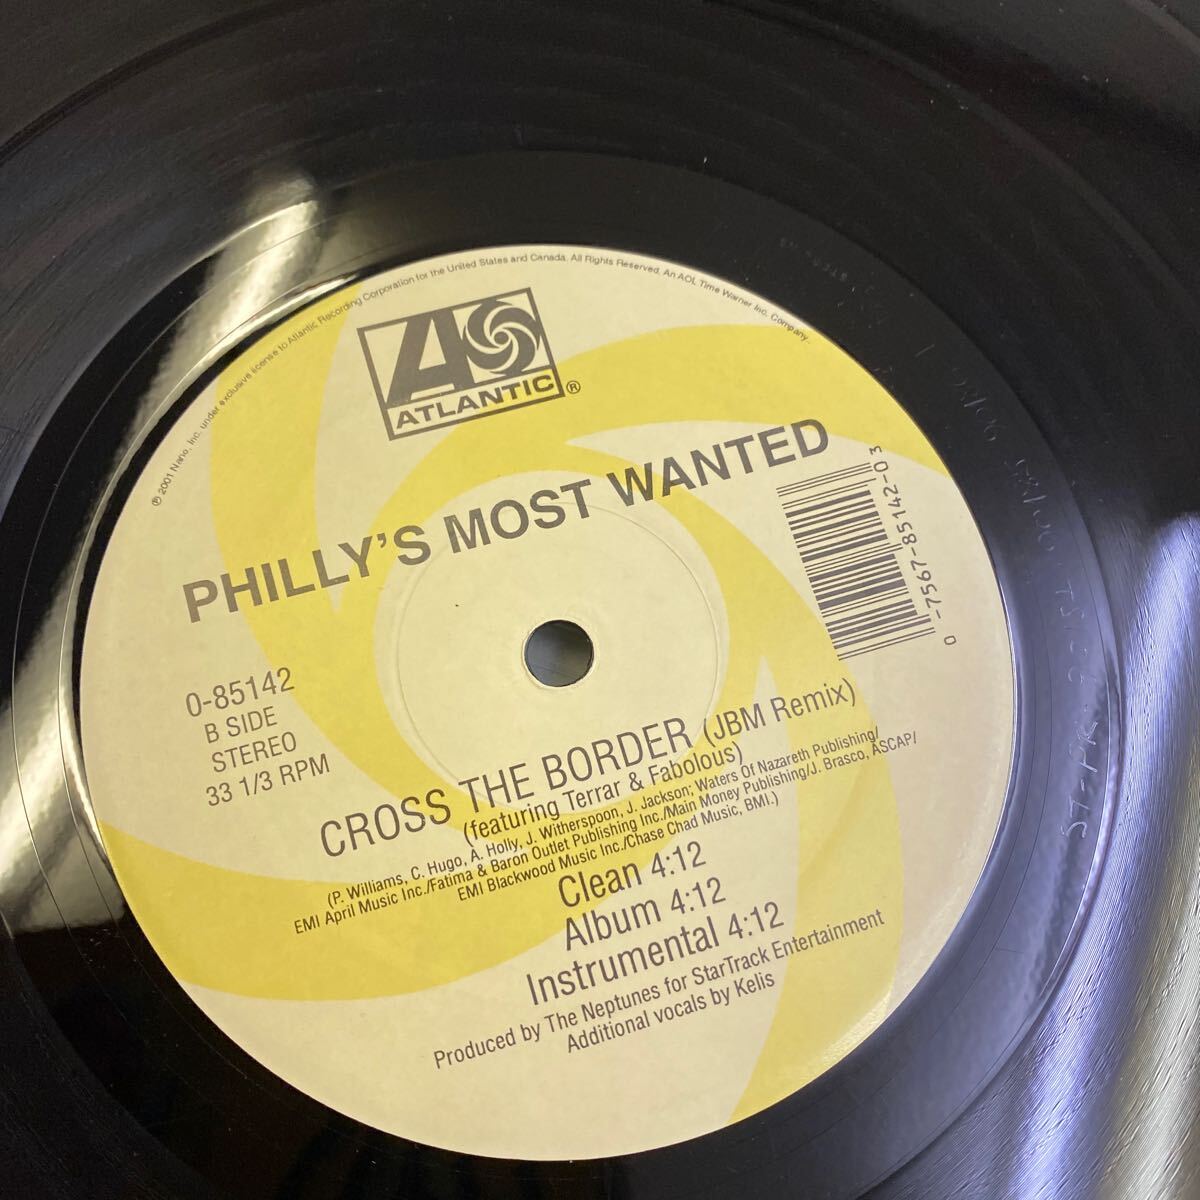 ℗ 2001 Nano, Inc. under exclusive license to Atlantic Recording Corporation for the United States and Canada. All Rights Reserved. An AOL Time Warner Inc. Company.
ATLANTIC®
PHILLY'S MOST WANTED
0-7567-85142-03
0-85142
B SIDE
STEREO
33 1/3 RPM
CROSS THE BORDER (JBM Remix)
(featuring Terrar & Fabolous)
(P. Williams, C. Hugo, A. Holly, J. Witherspoon, J. Jackson; Waters Of Nazareth Publishing/
EMI April Music Inc./Fatima & Baron Outlet Publishing Inc./Main Money Publishing/J. Brasco, ASCAP/
EMI Blackwood Music Inc./Chase Chad Music, BMI.)
Clean 4:12
Album 4:12
Instrumental 4:12
Produced by The Neptunes for StarTrack Entertainment
Additional vocals by Kelis